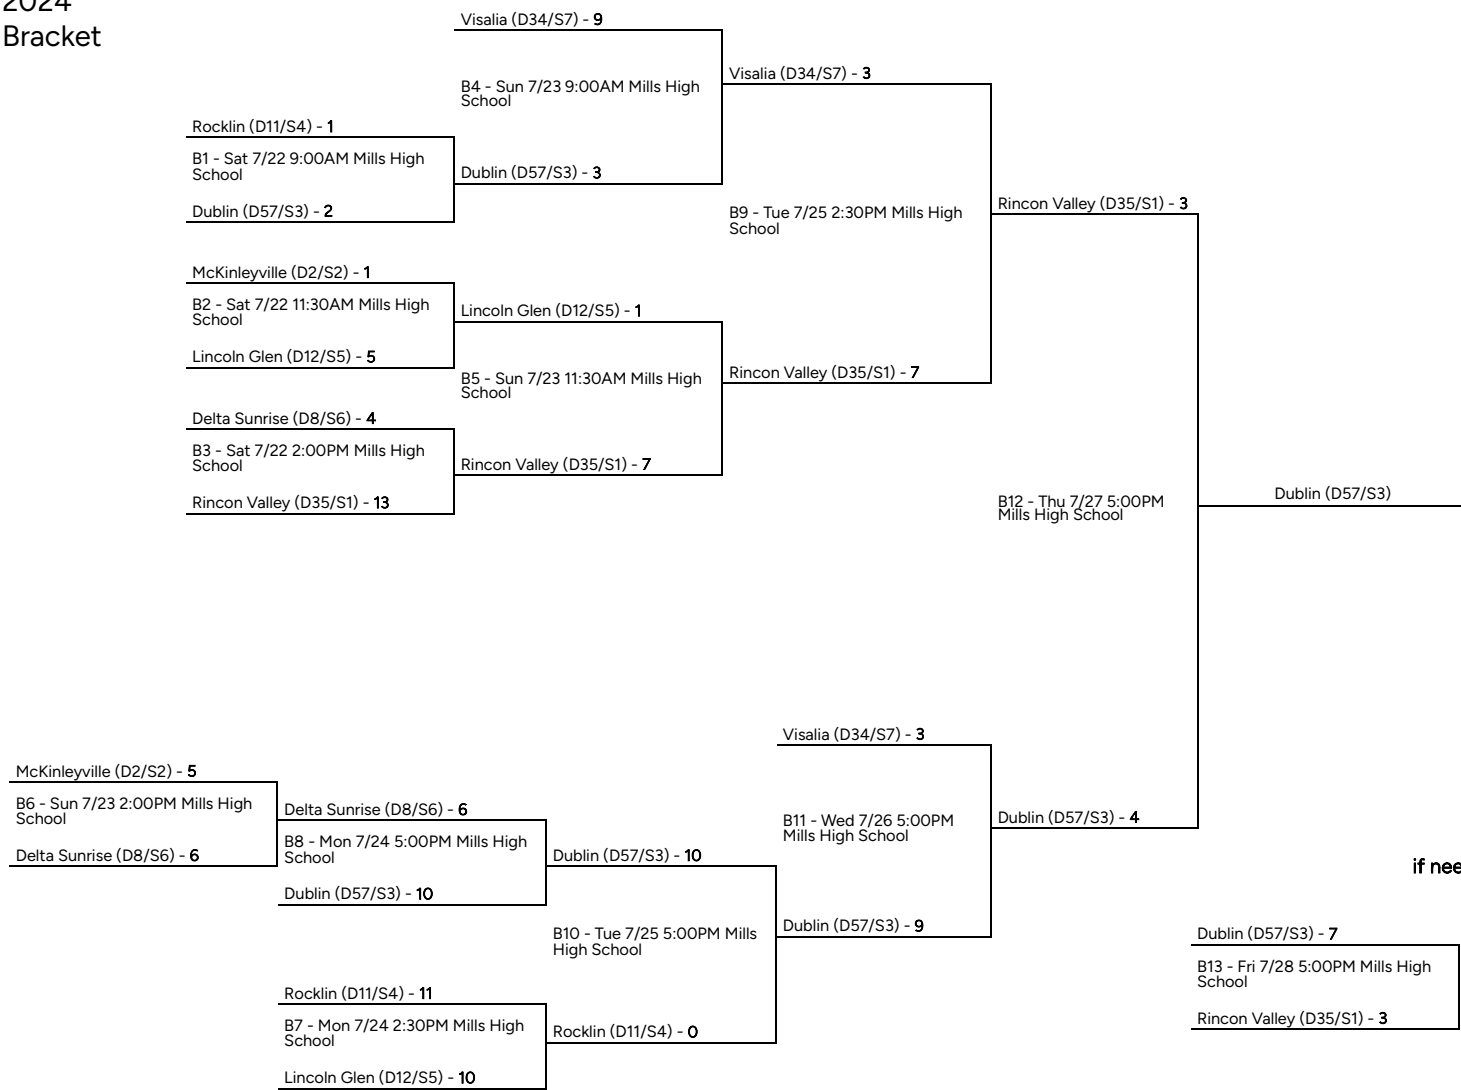 2024
Bracket
Visalia (D34/S7) - 9
B4 - Sun 7/23 9:00AM Mills High
School
Dublin (D57/S3) - 3
Visalia (D34/S7) - 3
Rocklin (D11/S4) - 1
B1 - Sat 7/22 9:00AM Mills High
School
Dublin (D57/S3) - 2
B9 - Tue 7/25 2:30PM Mills High
School
Rincon Valley (D35/S1) - 3
McKinleyville (D2/S2) - 1
B2 - Sat 7/22 11:30AM Mills High
School
Lincoln Glen (D12/S5) - 5
Lincoln Glen (D12/S5) - 1
B5 - Sun 7/23 11:30AM Mills High
School
Rincon Valley (D35/S1) - 7
Rincon Valley (D35/S1) - 7
Delta Sunrise (D8/S6) - 4
B3 - Sat 7/22 2:00PM Mills High
School
Rincon Valley (D35/S1) - 13
B12 - Thu 7/27 5:00PM
Mills High School
Dublin (D57/S3)
Visalia (D34/S7) - 3
B11 - Wed 7/26 5:00PM
Mills High School
Dublin (D57/S3) - 9
Dublin (D57/S3) - 4
McKinleyville (D2/S2) - 5
B6 - Sun 7/23 2:00PM Mills High
School
Delta Sunrise (D8/S6) - 6
Delta Sunrise (D8/S6) - 6
B8 - Mon 7/24 5:00PM Mills High
School
Dublin (D57/S3) - 10
Dublin (D57/S3) - 10
B10 - Tue 7/25 5:00PM Mills
High School
Rocklin (D11/S4) - 0
Rocklin (D11/S4) - 11
B7 - Mon 7/24 2:30PM Mills High
School
Lincoln Glen (D12/S5) - 10
if nee
Dublin (D57/S3) - 7
B13 - Fri 7/28 5:00PM Mills High
School
Rincon Valley (D35/S1) - 3